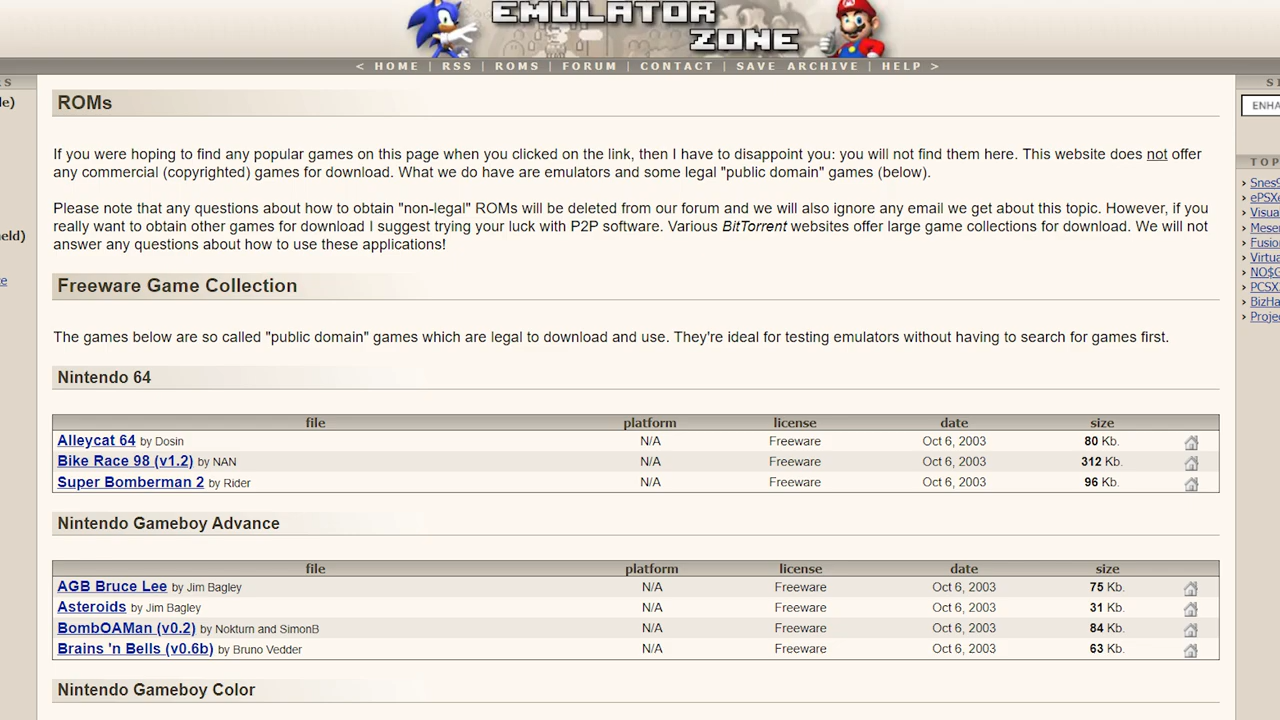 EMULATOR
ZONE
< HOME | RSS | ROMS | FORUM | CONTACT | SAVE ARCHIVE | HELP >
ROMs
If you were hoping to find any popular games on this page when you clicked on the link, then I have to disappoint you: you will not find them here. This website does not offer
any commercial (copyrighted) games for download. What we do have are emulators and some legal "public domain" games (below).
Please note that any questions about how to obtain "non-legal" ROMs will be deleted from our forum and we will also ignore any email we get about this topic. However, if you
really want to obtain other games for download I suggest trying your luck with P2P software. Various BitTorrent websites offer large game collections for download. We will not
answer any questions about how to use these applications!
Freeware Game Collection
The games below are so called "public domain" games which are legal to download and use. They're ideal for testing emulators without having to search for games first.
Nintendo 64
file platform license date size
Alleycat 64 by Dosin N/A Freeware Oct 6, 2003 80 Kb.
Bike Race 98 (v1.2) by NAN N/A Freeware Oct 6, 2003 312 Kb.
Super Bomberman 2 by Rider N/A Freeware Oct 6, 2003 96 Kb.
Nintendo Gameboy Advance
file platform license date size
AGB Bruce Lee by Jim Bagley N/A Freeware Oct 6, 2003 75 Kb.
Asteroids by Jim Bagley N/A Freeware Oct 6, 2003 31 Kb.
BombOAMan (v0.2) by Nokturn and SimonB N/A Freeware Oct 6, 2003 84 Kb.
Brains 'n Bells (v0.6b) by Bruno Vedder N/A Freeware Oct 6, 2003 63 Kb.
Nintendo Gameboy Color
ENHA
TOP
Snes9
ePSXe
Visua
Mesen
Fusio
Virtua
NO$G
PCSX
BizHa
Proje